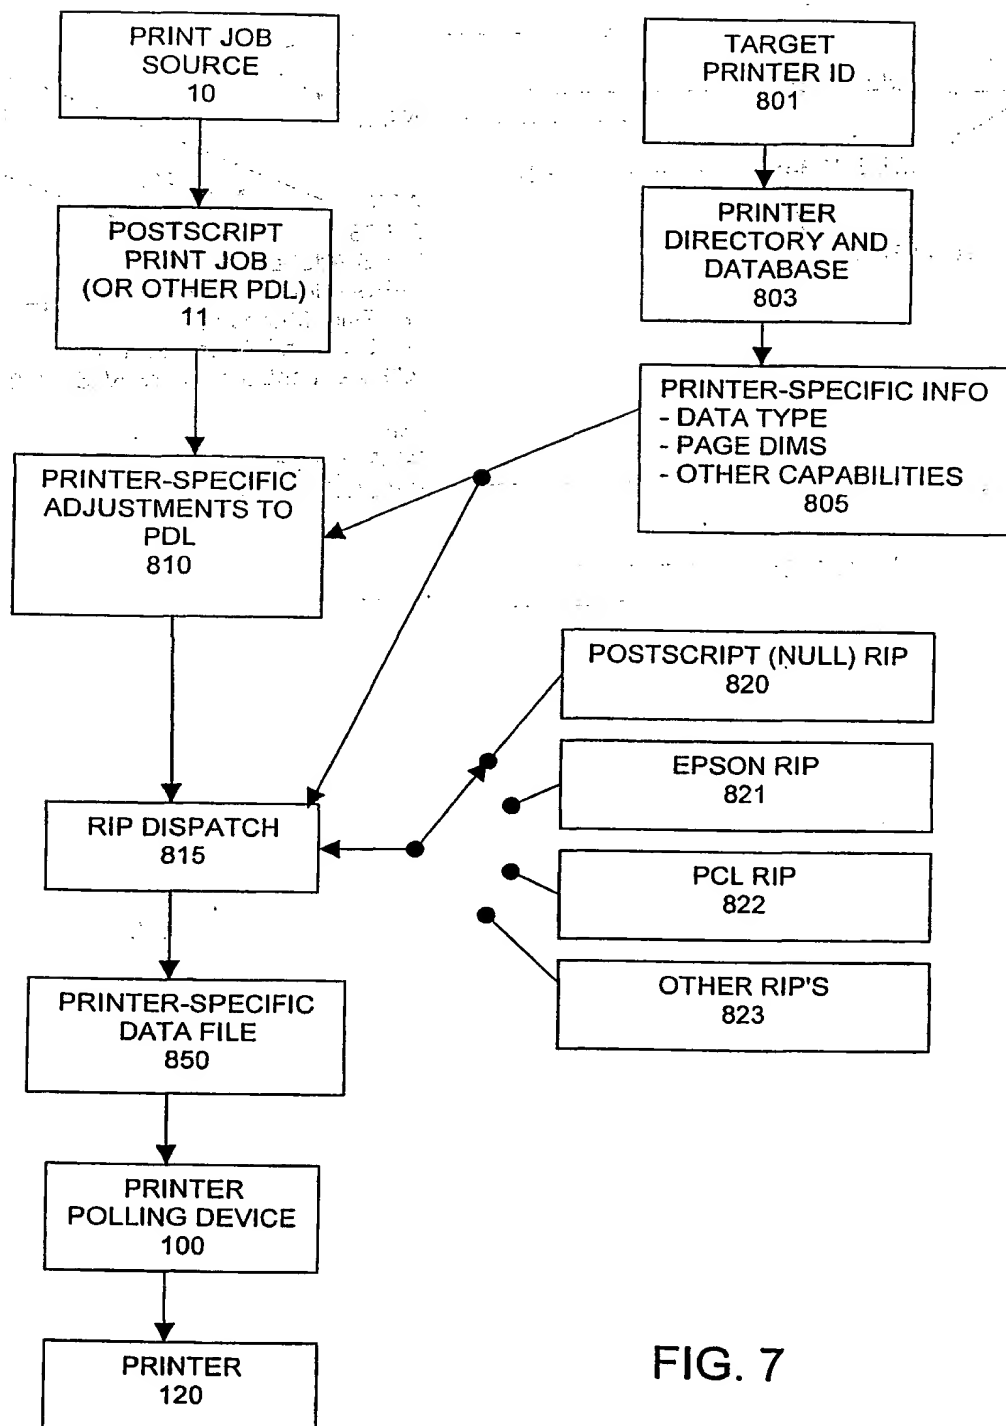 PRINT JOB
SOURCE
10
POSTSCRIPT
PRINT JOB
(OR OTHER PDL)
11
PRINTER-SPECIFIC
ADJUSTMENTS TO
PDL
810
RIP DISPATCH
815
PRINTER-SPECIFIC
DATA FILE
850
PRINTER
POLLING DEVICE
100
PRINTER
120
TARGET
PRINTER ID
801
PRINTER
DIRECTORY AND
DATABASE
803
PRINTER-SPECIFIC INFO
- DATA TYPE
- PAGE DIMS
- OTHER CAPABILITIES
805
POSTSCRIPT (NULL) RIP
820
EPSON RIP
821
PCL RIP
822
OTHER RIP'S
823
FIG. 7